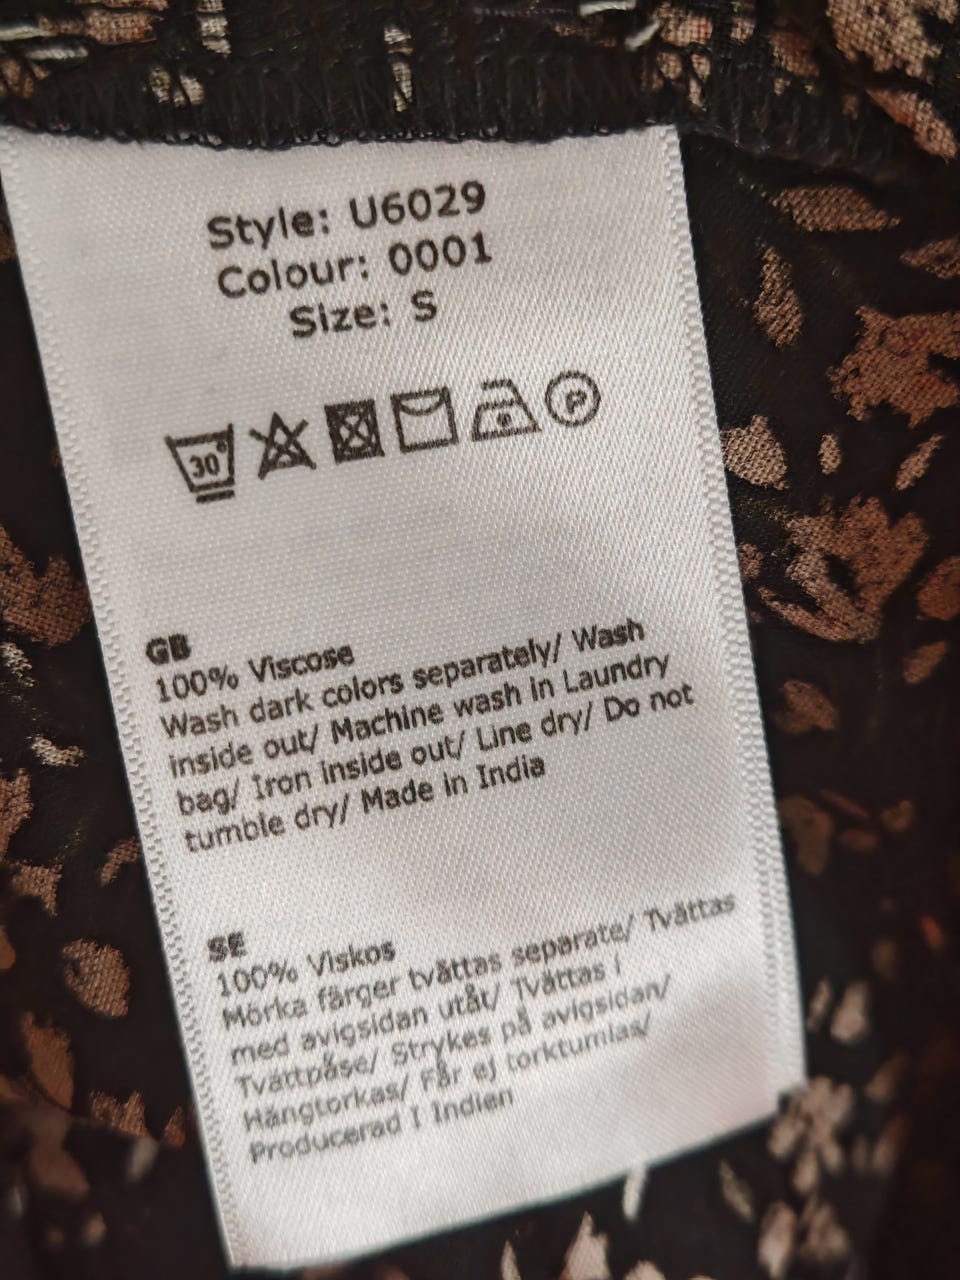 Style: U6029
Colour: 0001
Size: S
30°
P
GB
100% Viscose
Wash dark colors separately/ Wash
inside out/ Machine wash in Laundry
bag/ Iron inside out/ Line dry/ Do not
tumble dry/ Made in India
SE
100% Viskos
Mörka färger tvättas separate/ Tvättas
med avigsidan utåt/ Tvättas i
Tvättpåse/ Strykes på avigsidan/
Hängtorkas/ Får ej torktumlas/
Producerad I Indien